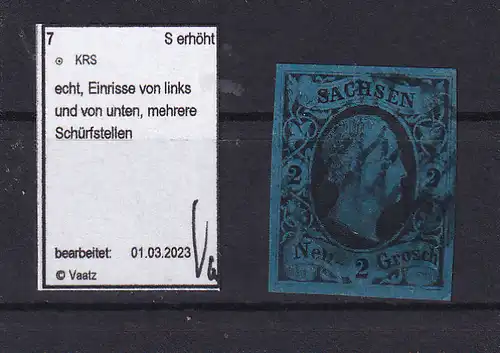 7 S erhöht
KRS
echt, Einrisse von links
und von unten, mehrere
Schürfstellen
bearbeitet: 01.03.2023
© Vaatz
SACHSEN
2 2
Neu 2 Grosch